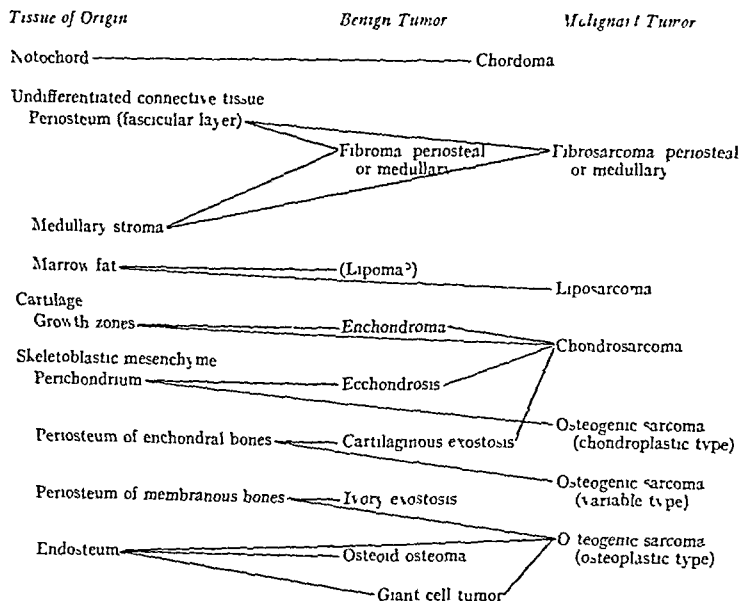 Tissue of Origin Benign Tumor Malignant Tumor
Notochord Chordoma
Undifferentiated connective tissue
Periosteum (fascicular layer)
Fibroma periosteal Fibrosarcoma periosteal
or medullary or medullary
Medullary stroma
Marrow fat (Lipoma?)
Liposarcoma
Cartilage
Growth zones Enchondroma
Chondrosarcoma
Skeletoblastic mesenchyme
Perichondrium Ecchondrosis
Osteogenic sarcoma
Periosteum of enchondral bones Cartilaginous exostosis (chondroplastic type)
Osteogenic sarcoma
Periosteum of membranous bones Ivory exostosis (variable type)
Osteogenic sarcoma
Endosteum Osteoid osteoma (osteoplastic type)
Giant cell tumor